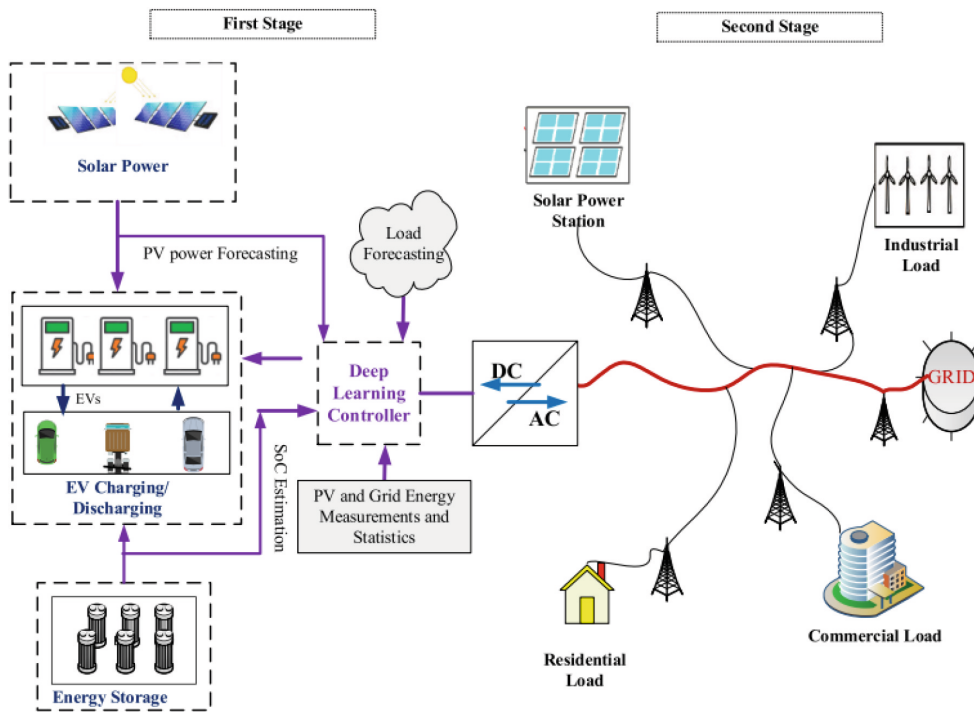 First Stage
Second Stage
Solar Power
PV power Forecasting
Load
Forecasting
Solar Power
Station
Industrial
Load
EVs
EV Charging/
Discharging
Deep
Learning
Controller
DC
AC
GRID
SoC Estimation
PV and Grid Energy
Measurements and
Statistics
Energy Storage
Residential
Load
Commercial Load